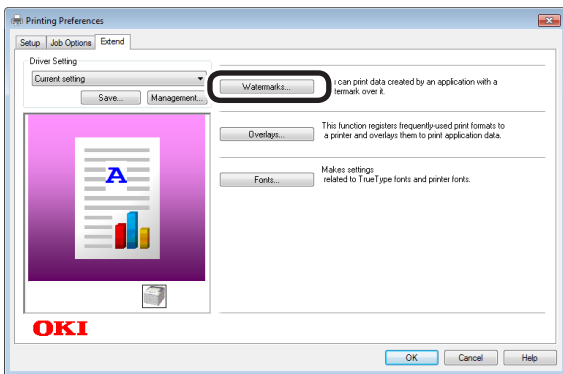 Printing Preferences
Setup Job Options Extend
Driver Setting
Current setting
Save... Management...
Watermarks...
can print data created by an application with a
termark over it.
Overlays...
This function registers frequently-used print formats to
a printer and overlays them to print application data.
Fonts...
Makes settings
related to TrueType fonts and printer fonts.
A
OKI
OK Cancel Help